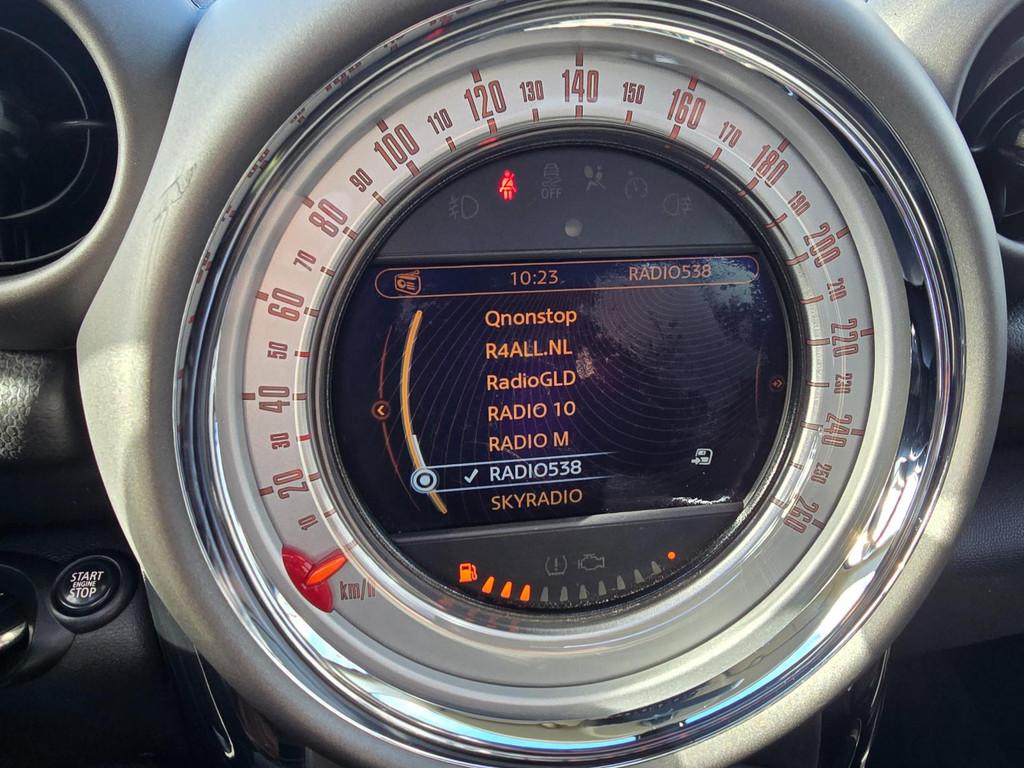 10
20
30
40
50
60
70
80
90
100
110
120
130
140
150
160
170
180
190
200
210
220
230
240
250
260
km/h
OFF
10:23 RADIO538
Qnonstop
R4ALL.NL
RadioGLD
RADIO 10
RADIO M
RADIO538
SKYRADIO
START
ENGINE
STOP